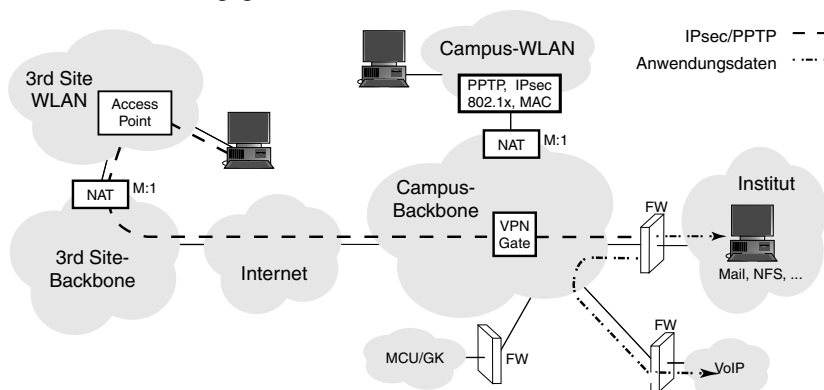 IPsec/PPTP
Anwendungsdaten
Campus-WLAN
3rd Site
WLAN
Access
Point
PPTP, IPsec
802.1x, MAC
NAT
M:1
NAT
M:1
Campus-
Backbone
Institut
FW
VPN
Gate
3rd Site-
Backbone
Internet
Mail, NFS, ...
MCU/GK
FW
FW
VoIP